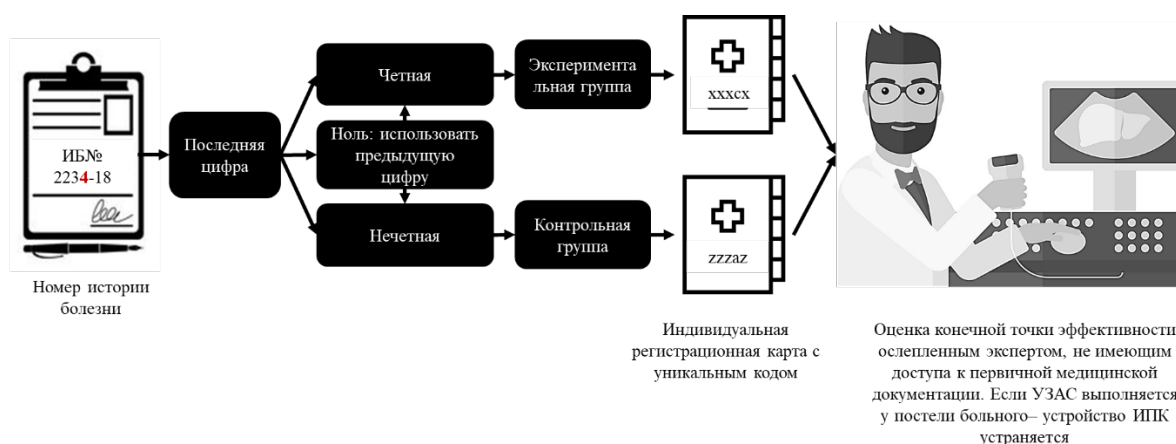 ИБ№
2234-18
Номер истории
болезни
Последняя
цифра
Четная
Ноль: использовать
предыдущую
цифру
Нечетная
Эксперимента
льная группа
Контрольная
группа
xxxcx
zzzaz
Индивидуальная
регистрационная карта с
уникальным кодом
Оценка конечной точки эффективности
ослепленным экспертом, не имеющим
доступа к первичной медицинской
документации. Если УЗАС выполняется
у постели больного– устройство ИПК
устраняется